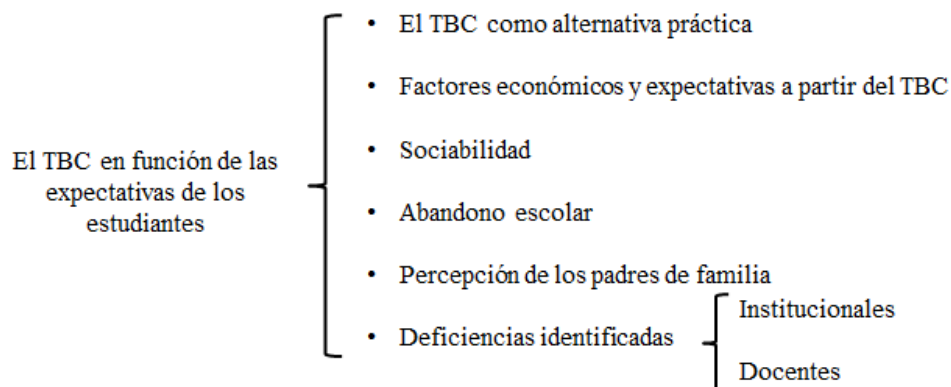 El TBC en función de las
expectativas de los
estudiantes
• El TBC como alternativa práctica
• Factores económicos y expectativas a partir del TBC
• Sociabilidad
• Abandono escolar
• Percepción de los padres de familia
• Deficiencias identificadas
Institucionales
Docentes